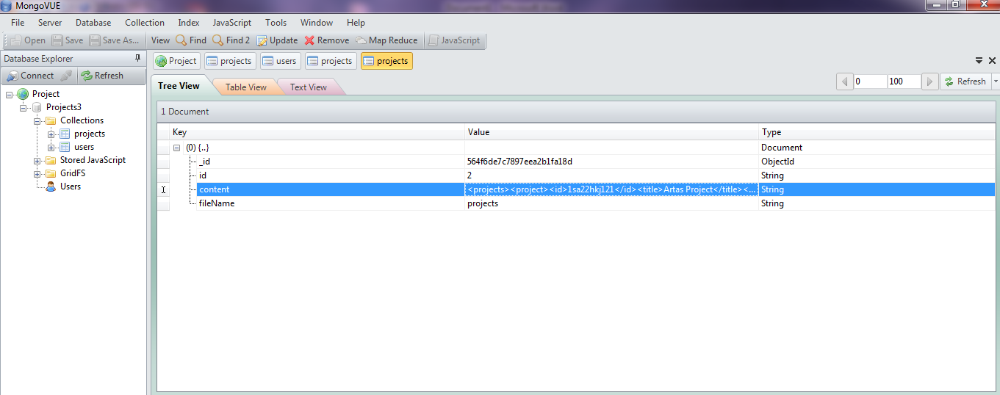 MongoVUE
File Server Database Collection Index JavaScript Tools Window Help
Open Save Save As... View Find Find 2 Update Remove Map Reduce JavaScript
Database Explorer
Connect Refresh
Project
Projects3
Collections
projects
users
Stored JavaScript
GridFS
Users
Project projects users projects projects
Tree View Table View Text View
0 100 Refresh
1 Document
Key Value Type
(0) {..} Document
_id 564f6de7c7897eea2b1fa18d ObjectId
id 2 String
content <projects><project><id>1sa22hkj121</id><title>Artas Project</title><... String
fileName projects String